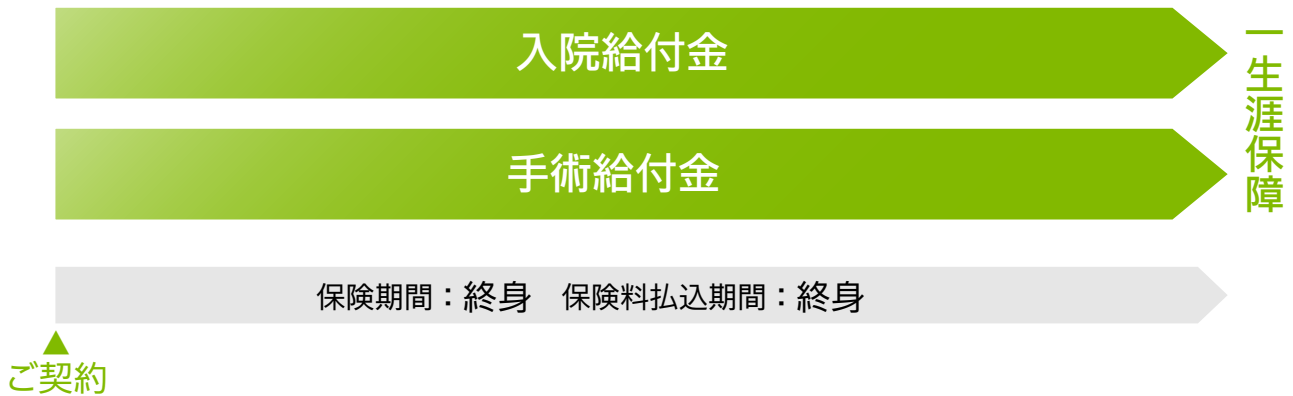 入院給付金
手術給付金
一生涯保障
保険期間：終身　保険料払込期間：終身
▲
ご契約